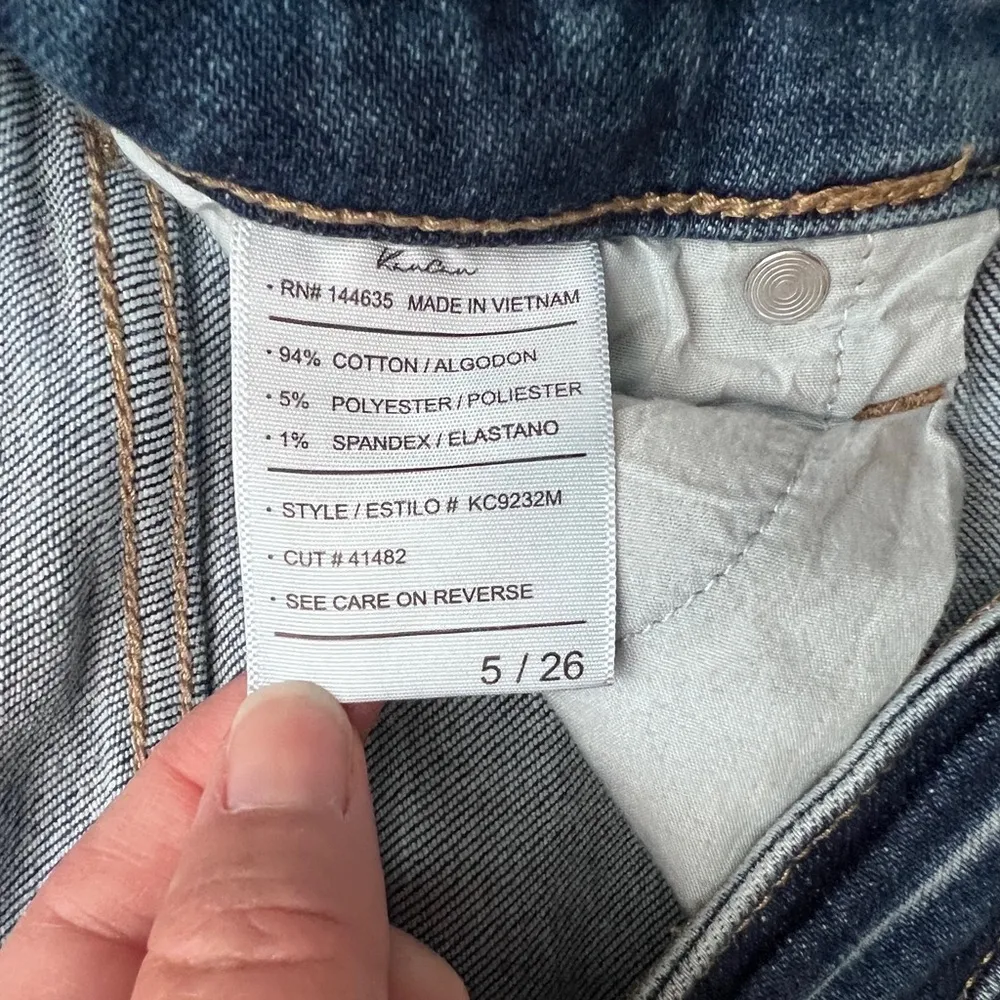 KanCan
• RN# 144635 MADE IN VIETNAM
• 94% COTTON / ALGODON
• 5% POLYESTER / POLIESTER
• 1% SPANDEX / ELASTANO
• STYLE / ESTILO # KC9232M
• CUT # 41482
• SEE CARE ON REVERSE
5 / 26